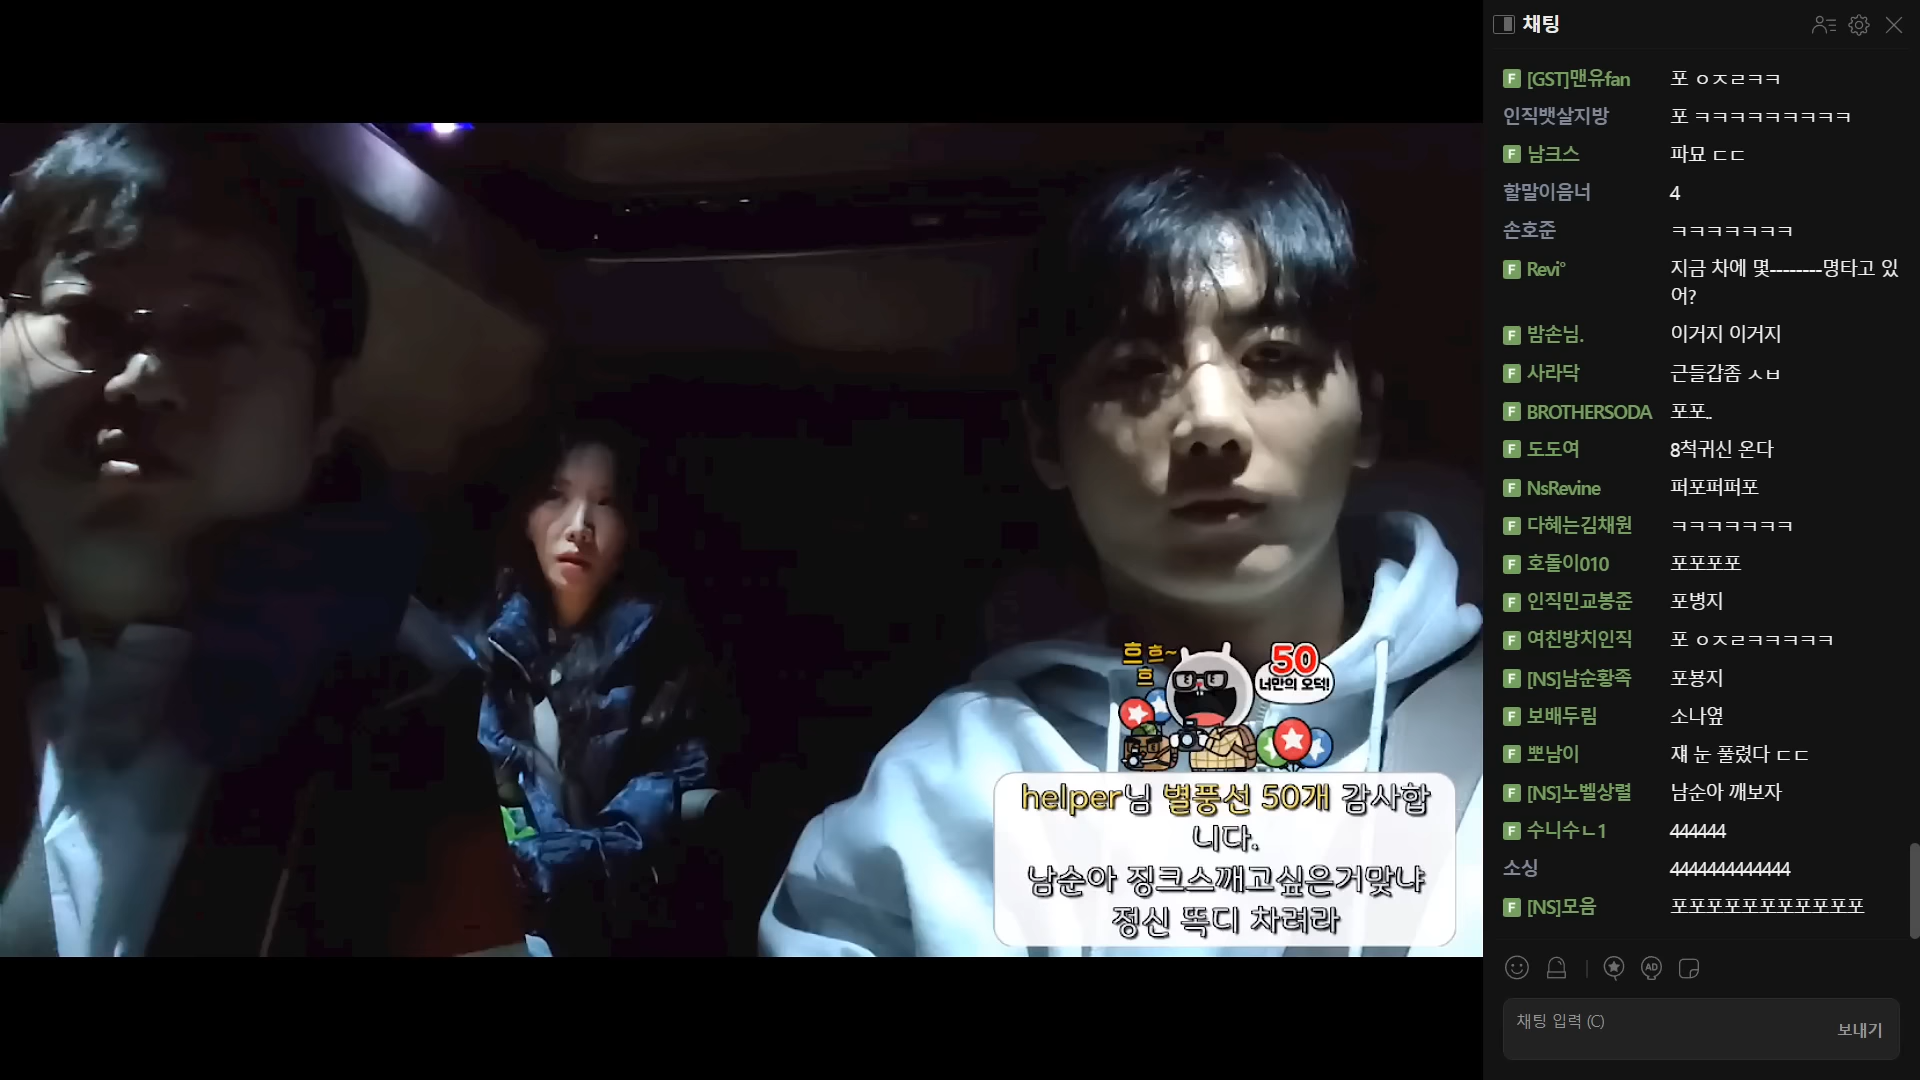 채팅
F [GST]맨유fan 포 ㅇㅈㄹㅋㅋ
인직뱃살지방 포 ㅋㅋㅋㅋㅋㅋㅋㅋㅋ
F 남크스 파묘 ㄷㄷ
할말이음너 4
손호준 ㅋㅋㅋㅋㅋㅋㅋ
F Revi° 지금 차에 몇--------명타고 있
어?
F 밤손님. 이거지 이거지
F 사라닥 근들갑좀 ㅅㅂ
F BROTHERSODA 포포..
F 도도여 8척귀신 온다
F NsRevine 퍼포퍼퍼포
F 다혜는김채원 ㅋㅋㅋㅋㅋㅋㅋ
F 호돌이010 포포포포
F 인직민교봉준 포병지
F 여친방치인직 포 ㅇㅈㄹㅋㅋㅋㅋㅋ
F [NS]남순황족 포붕지
F 보배두림 소나옆
F 뽀남이 쟤 눈 풀렸다 ㄷㄷ
F [NS]노벨상렬 남순아 깨보자
F 수니수ㄴ1 444444
소싱 4444444444444
F [NS]모음 포포포포포포포포포포포
AD
채팅 입력 (C)
보내기
흐흐~
흐
50
너만의 오덕!
helper님 별풍선 50개 감사합
니다.
남순아 징크스깨고싶은거맞냐
정신 똑디 차려라